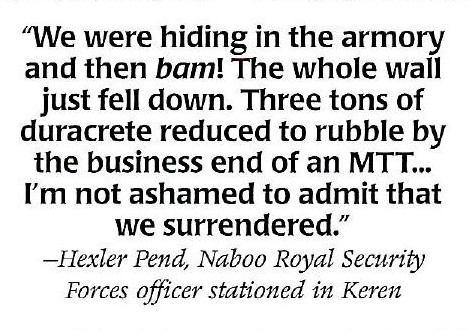 “We were hiding in the armory
and then bam! The whole wall
just fell down. Three tons of
duracrete reduced to rubble by
the business end of an MTT...
I’m not ashamed to admit that
we surrendered.”
–Hexler Pend, Naboo Royal Security
Forces officer stationed in Keren